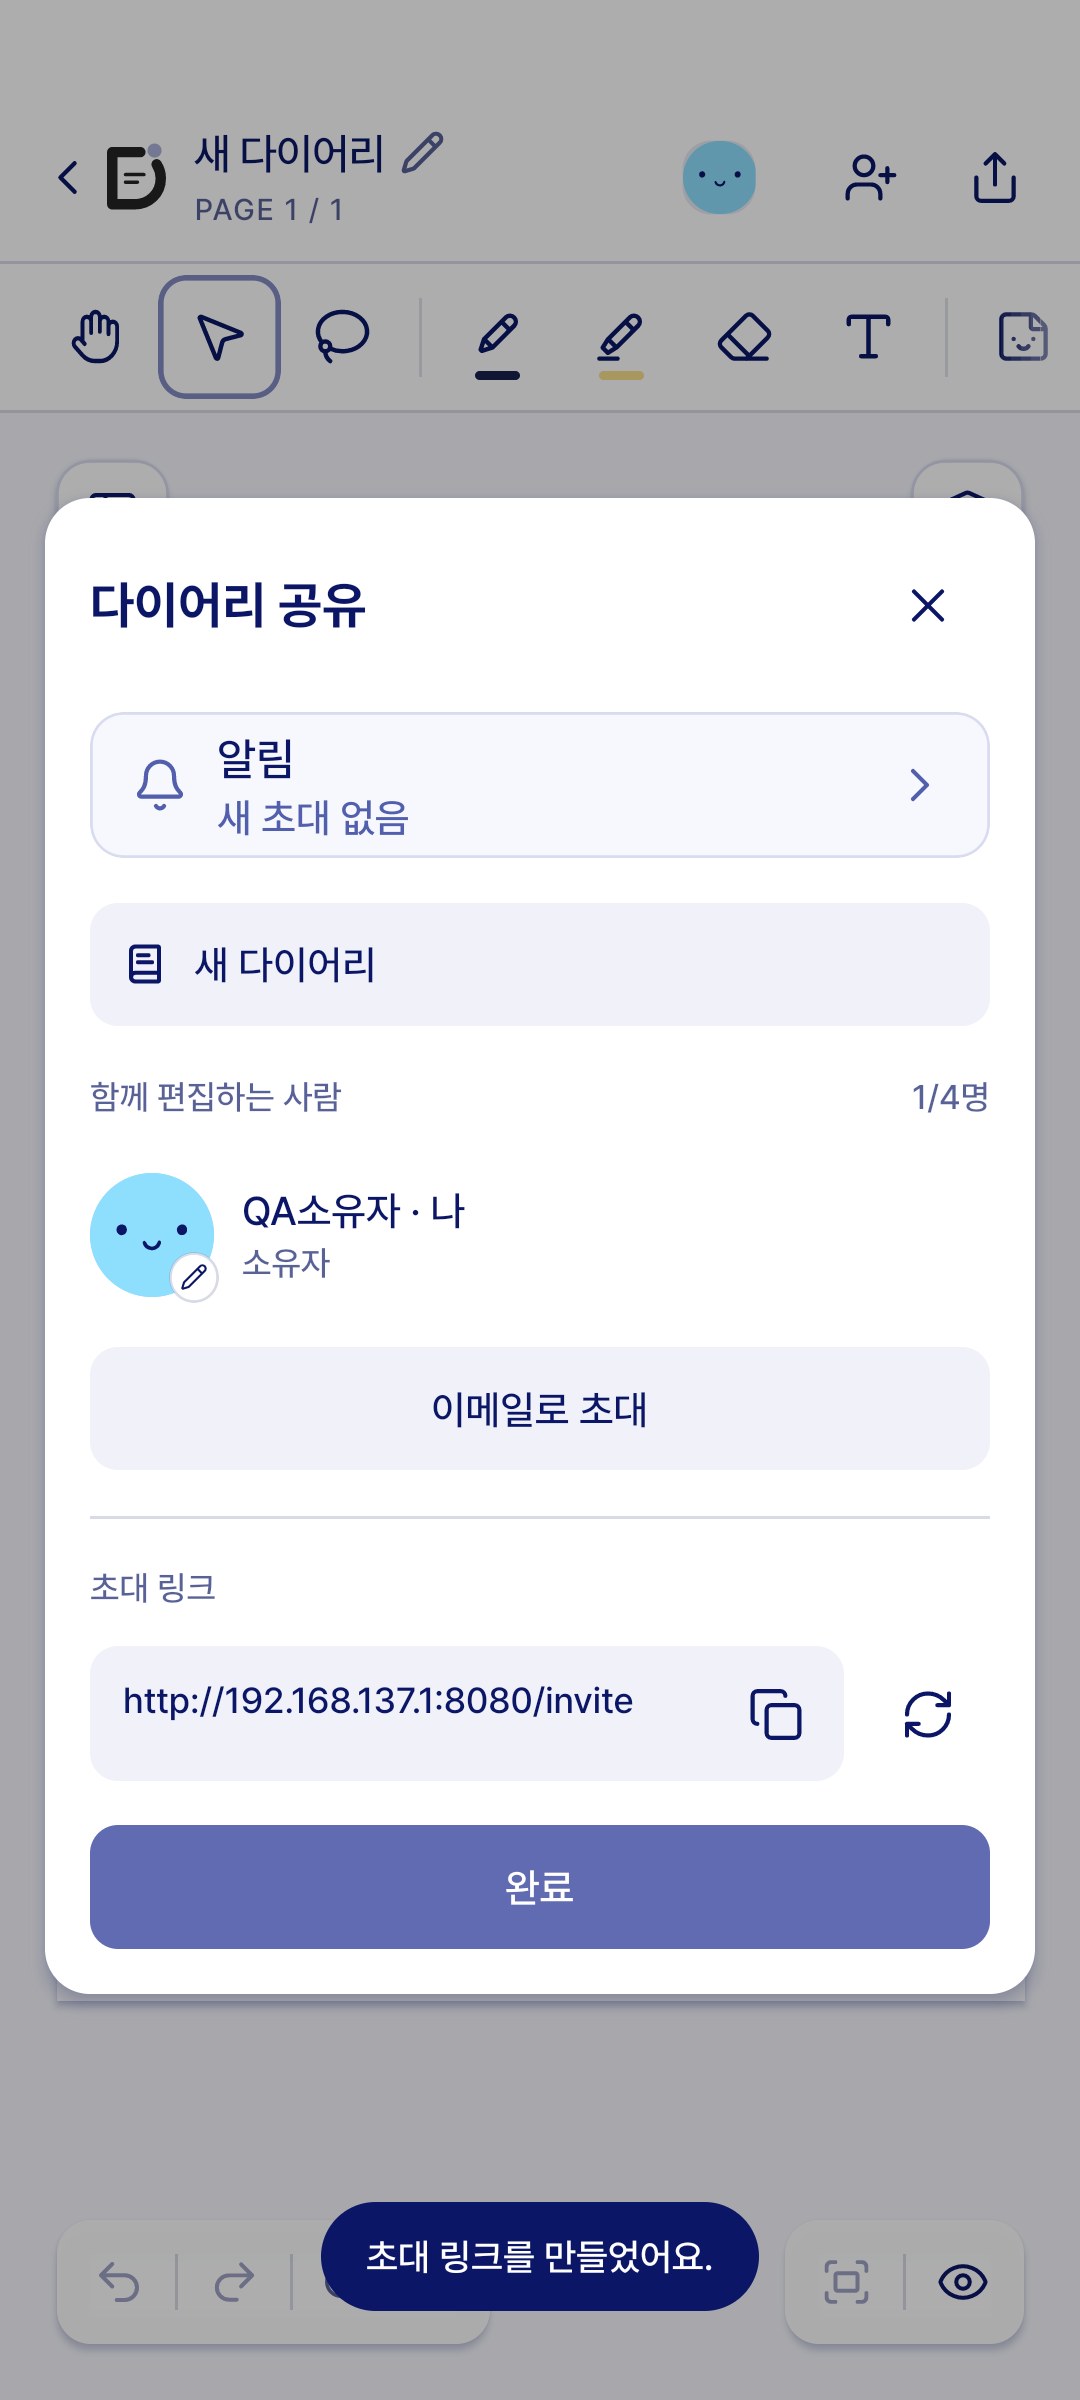 새 다이어리
PAGE 1 / 1
다이어리 공유
알림
새 초대 없음
새 다이어리
함께 편집하는 사람
1/4명
QA소유자 · 나
소유자
이메일로 초대
초대 링크
http://192.168.137.1:8080/invite
완료
초대 링크를 만들었어요.